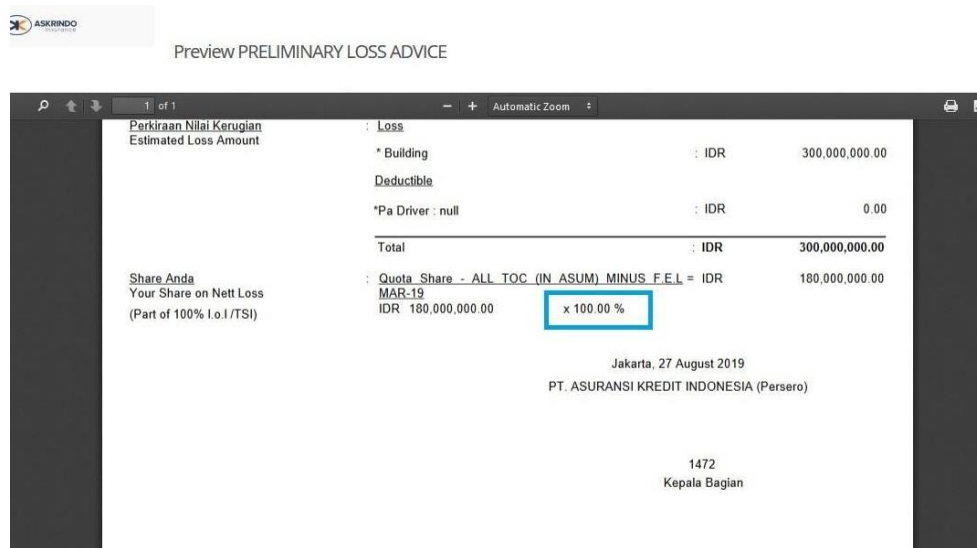 ASKRINDO
insurance
Preview PRELIMINARY LOSS ADVICE
1 of 1 − + Automatic Zoom
Perkiraan Nilai Kerugian : Loss
Estimated Loss Amount
* Building : IDR 300,000,000.00
Deductible
*Pa Driver : null : IDR 0.00
Total : IDR 300,000,000.00
Share Anda : Quota Share - ALL TOC (IN ASUM) MINUS F.E.L = IDR 180,000,000.00
Your Share on Nett Loss MAR-19
(Part of 100% I.o.I /TSI) IDR 180,000,000.00 x 100.00 %
Jakarta, 27 August 2019
PT. ASURANSI KREDIT INDONESIA (Persero)
1472
Kepala Bagian